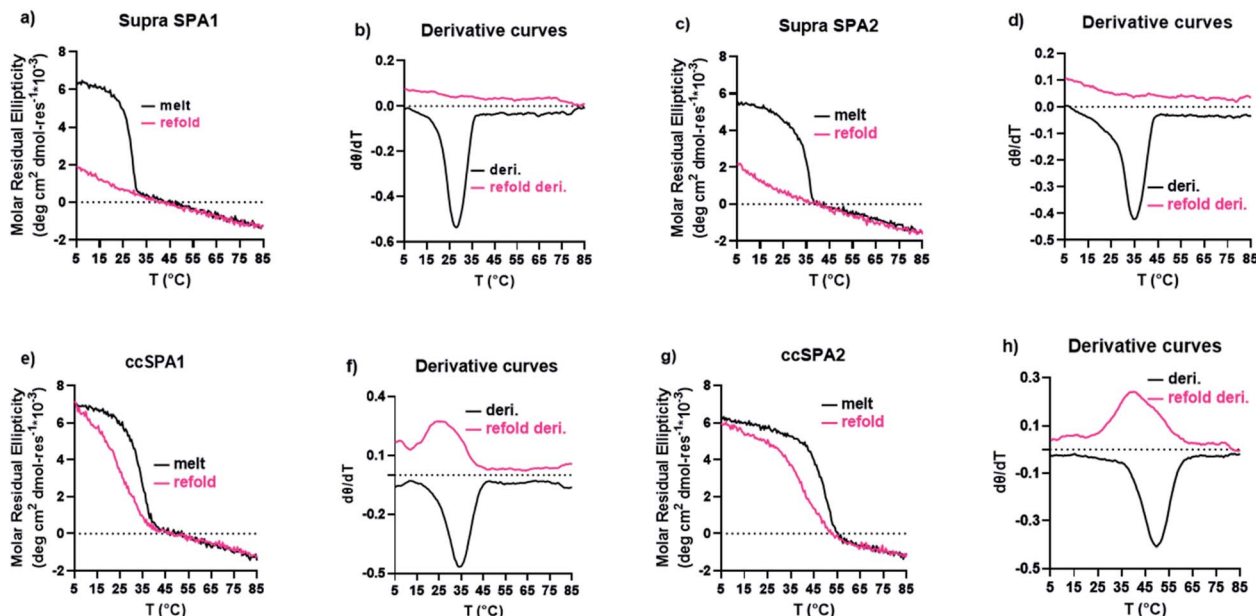 a)
Supra SPA1
Molar Residual Ellipticity
(deg cm² dmol-res⁻¹*10⁻³)
8
6
4
2
0
-2
melt
refold
5 15 25 35 45 55 65 75 85
T (°C)
b)
Derivative curves
dθ/dT
0.2
0.0
-0.2
-0.4
-0.6
deri.
refold deri.
5 15 25 35 45 55 65 75 85
T (°C)
c)
Supra SPA2
Molar Residual Ellipticity
(deg cm² dmol-res⁻¹*10⁻³)
8
6
4
2
0
-2
melt
refold
5 15 25 35 45 55 65 75 85
T (°C)
d)
Derivative curves
dθ/dT
0.2
0.1
0.0
-0.1
-0.2
-0.3
-0.4
-0.5
deri.
refold deri.
5 15 25 35 45 55 65 75 85
T (°C)
e)
ccSPA1
Molar Residual Ellipticity
(deg cm² dmol-res⁻¹*10⁻³)
8
6
4
2
0
-2
melt
refold
5 15 25 35 45 55 65 75 85
T (°C)
f)
Derivative curves
dθ/dT
0.4
0.1
-0.2
-0.5
deri.
refold deri.
5 15 25 35 45 55 65 75 85
T (°C)
g)
ccSPA2
Molar Residual Ellipticity
(deg cm² dmol-res⁻¹*10⁻³)
8
6
4
2
0
-2
melt
refold
5 15 25 35 45 55 65 75 85
T (°C)
h)
Derivative curves
dθ/dT
0.3
0.1
-0.1
-0.3
-0.5
deri.
refold deri.
5 15 25 35 45 55 65 75 85
T (°C)